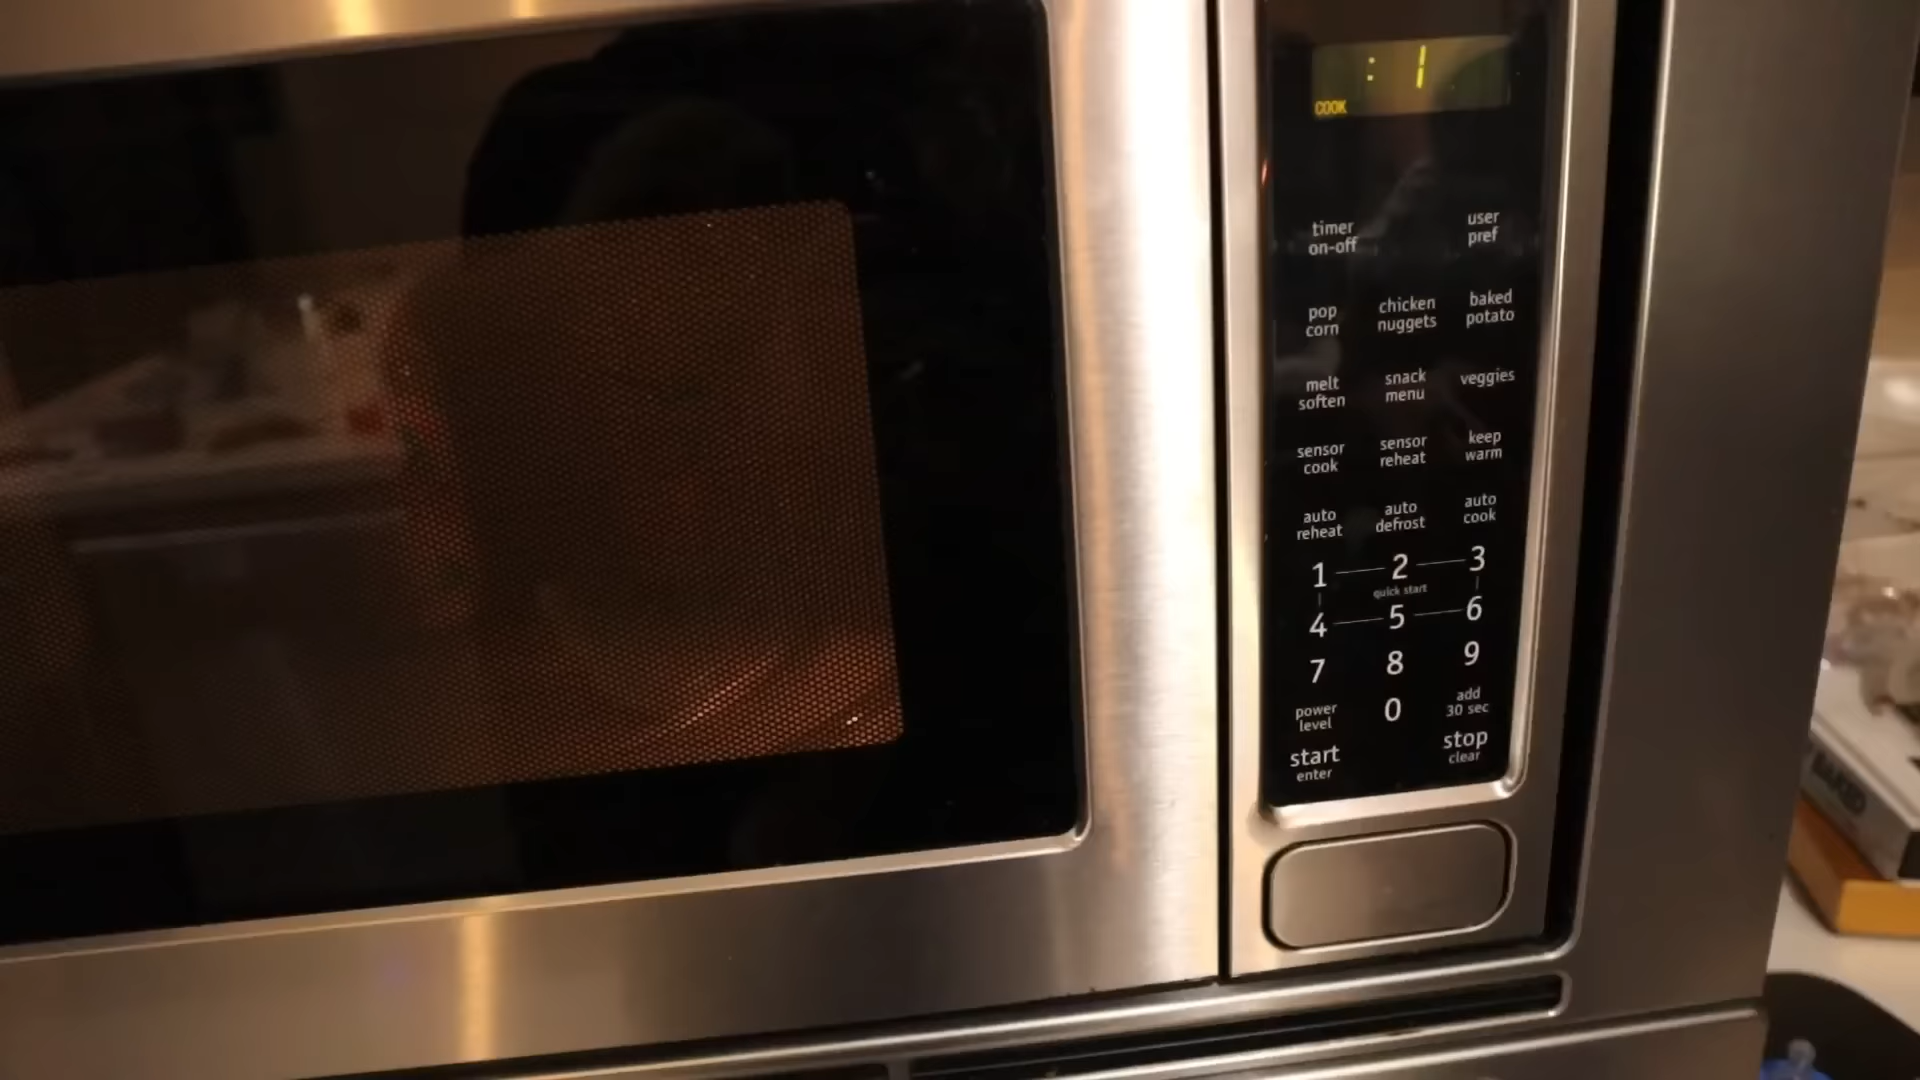 : 1
COOK
timer
on-off
user
pref
pop
corn
chicken
nuggets
baked
potato
melt
soften
snack
menu
veggies
sensor
cook
sensor
reheat
keep
warm
auto
reheat
auto
defrost
auto
cook
1 2 3
quick start
4 5 6
7 8 9
power
level
0
add
30 sec
start
enter
stop
clear
BAKED